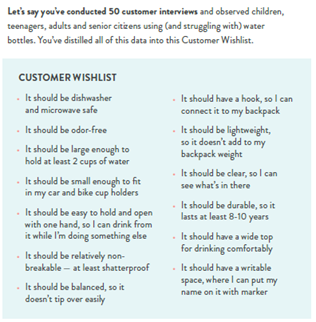 Let's say you've conducted 50 customer interviews and observed children,
teenagers, adults and senior citizens using (and struggling with) water
bottles. You've distilled all of this data into this Customer Wishlist.
CUSTOMER WISHLIST
• It should be dishwasher
and microwave safe
• It should be odor-free
• It should be large enough to
hold at least 2 cups of water
• It should be small enough to fit
in my car and bike cup holders
• It should be easy to hold and open
with one hand, so I can drink from
it while I'm doing something else
• It should be relatively non-
breakable — at least shatterproof
• It should be balanced, so it
doesn't tip over easily
• It should have a hook, so I can
connect it to my backpack
• It should be lightweight,
so it doesn't add to my
backpack weight
• It should be clear, so I can
see what's in there
• It should be durable, so it
lasts at least 8-10 years
• It should have a wide top
for drinking comfortably
• It should have a writable
space, where I can put my
name on it with marker